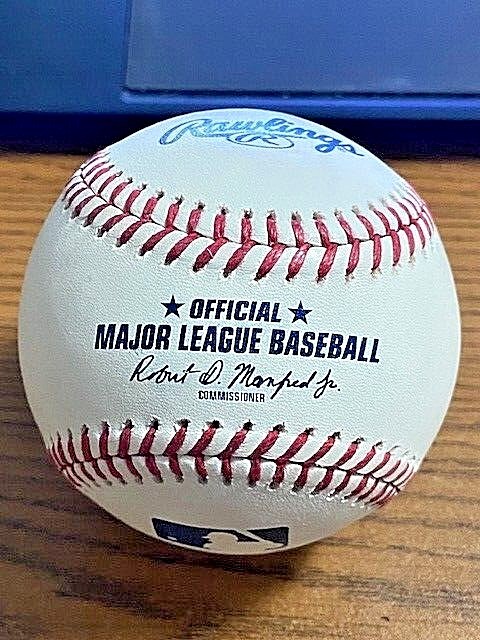 Rawlings
R
★ OFFICIAL ★
MAJOR LEAGUE BASEBALL
Robert D. Manfred Jr.
COMMISSIONER